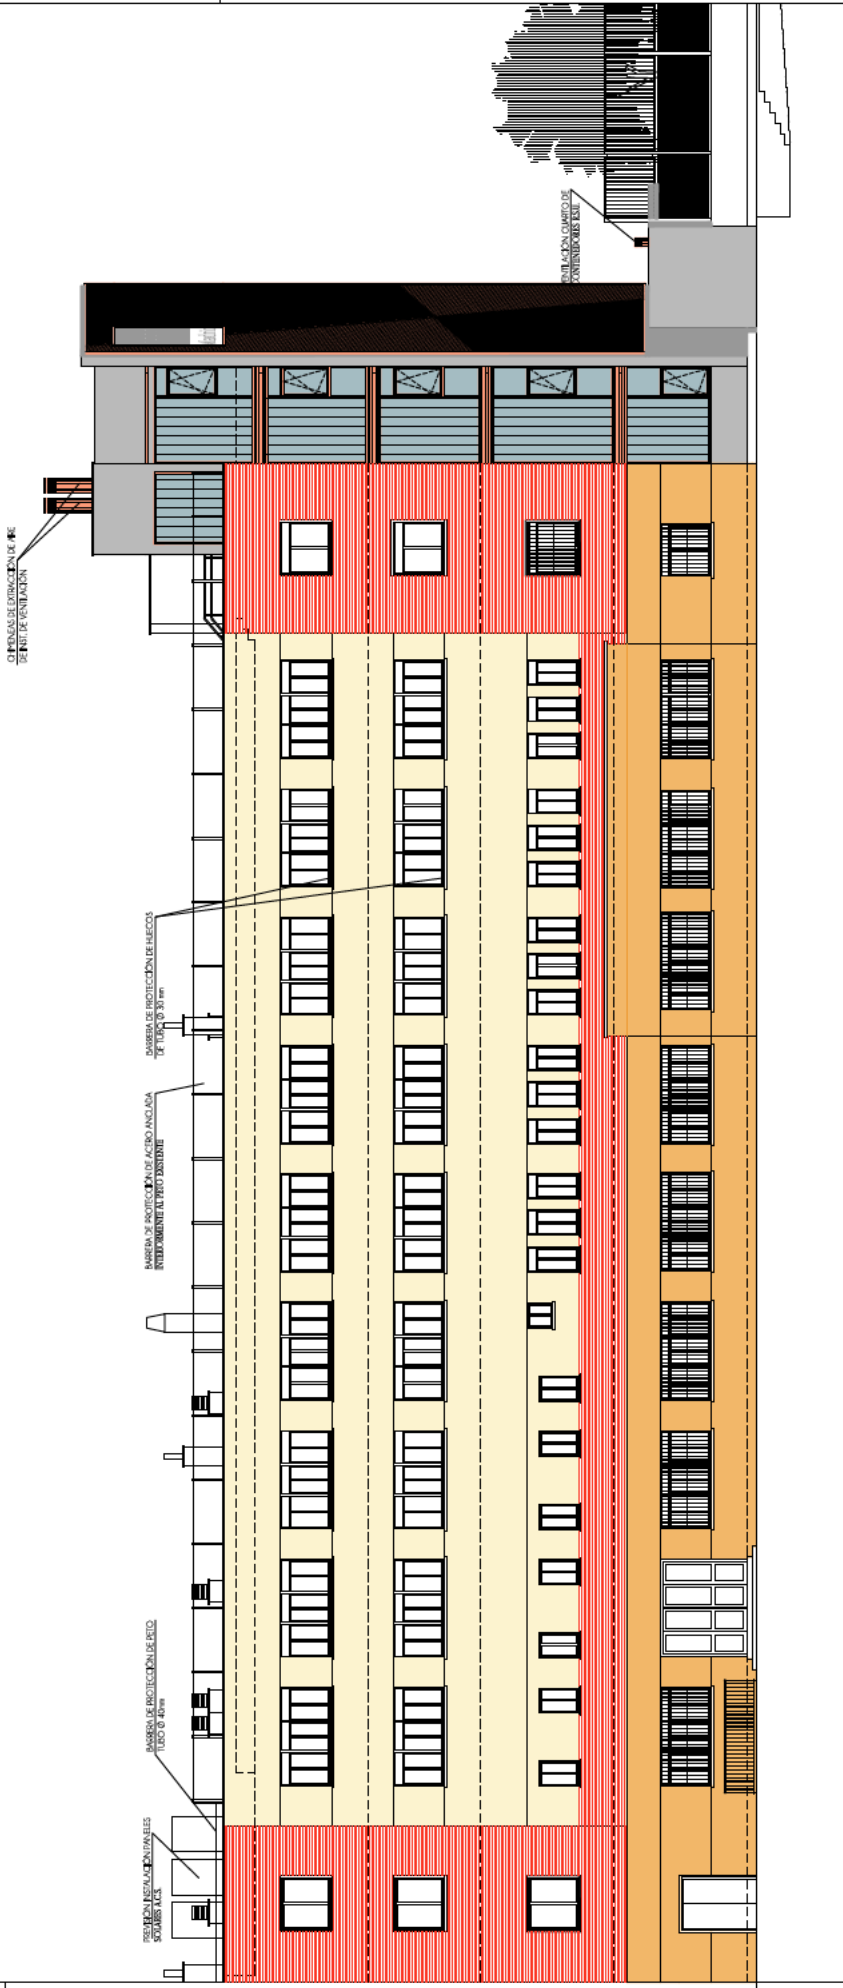 CHIMENEAS DE EXTRACCIÓN DE AIRE
DE INST. DE VENTILACIÓN
VENTILACIÓN CUARTO DE
CONTENEDORES R.S.U.
BARRERA DE PROTECCIÓN DE HUECOS
DE TUBO Ø 30 mm
BARRERA DE PROTECCIÓN DE ACERO ANCLADA
INTERIORMENTE AL PETO EXISTENTE
BARRERA DE PROTECCIÓN DE PETO
TUBO Ø 40mm
PREVISIÓN INSTALACIÓN PANELES
SOLARES A.C.S.